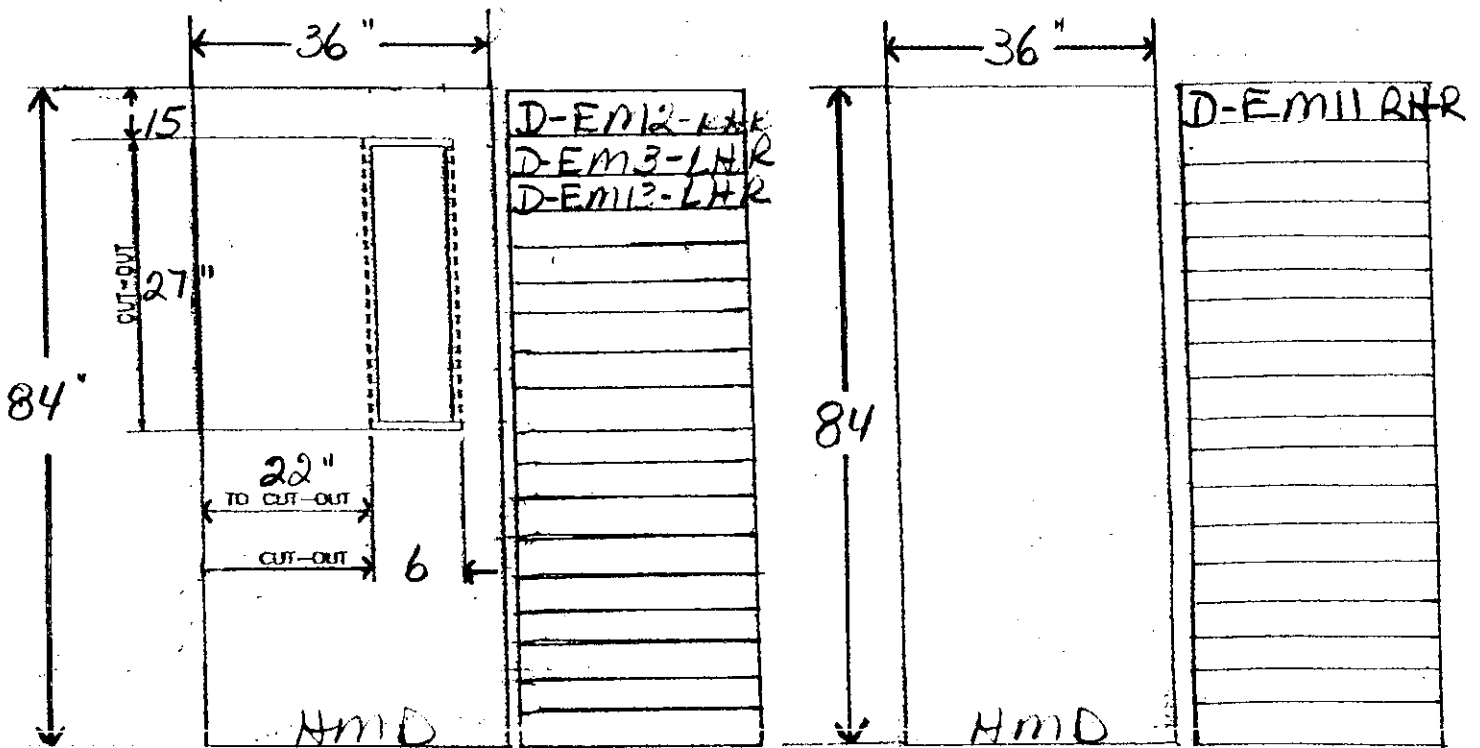 36"
15
CUT-OUT
27"
84"
22"
TO CUT-OUT
CUT-OUT
6
HMD
D-EM12-
D-EM3-LHR
D-EM13-LHR
36"
84
HMD
D-EM11 RHR